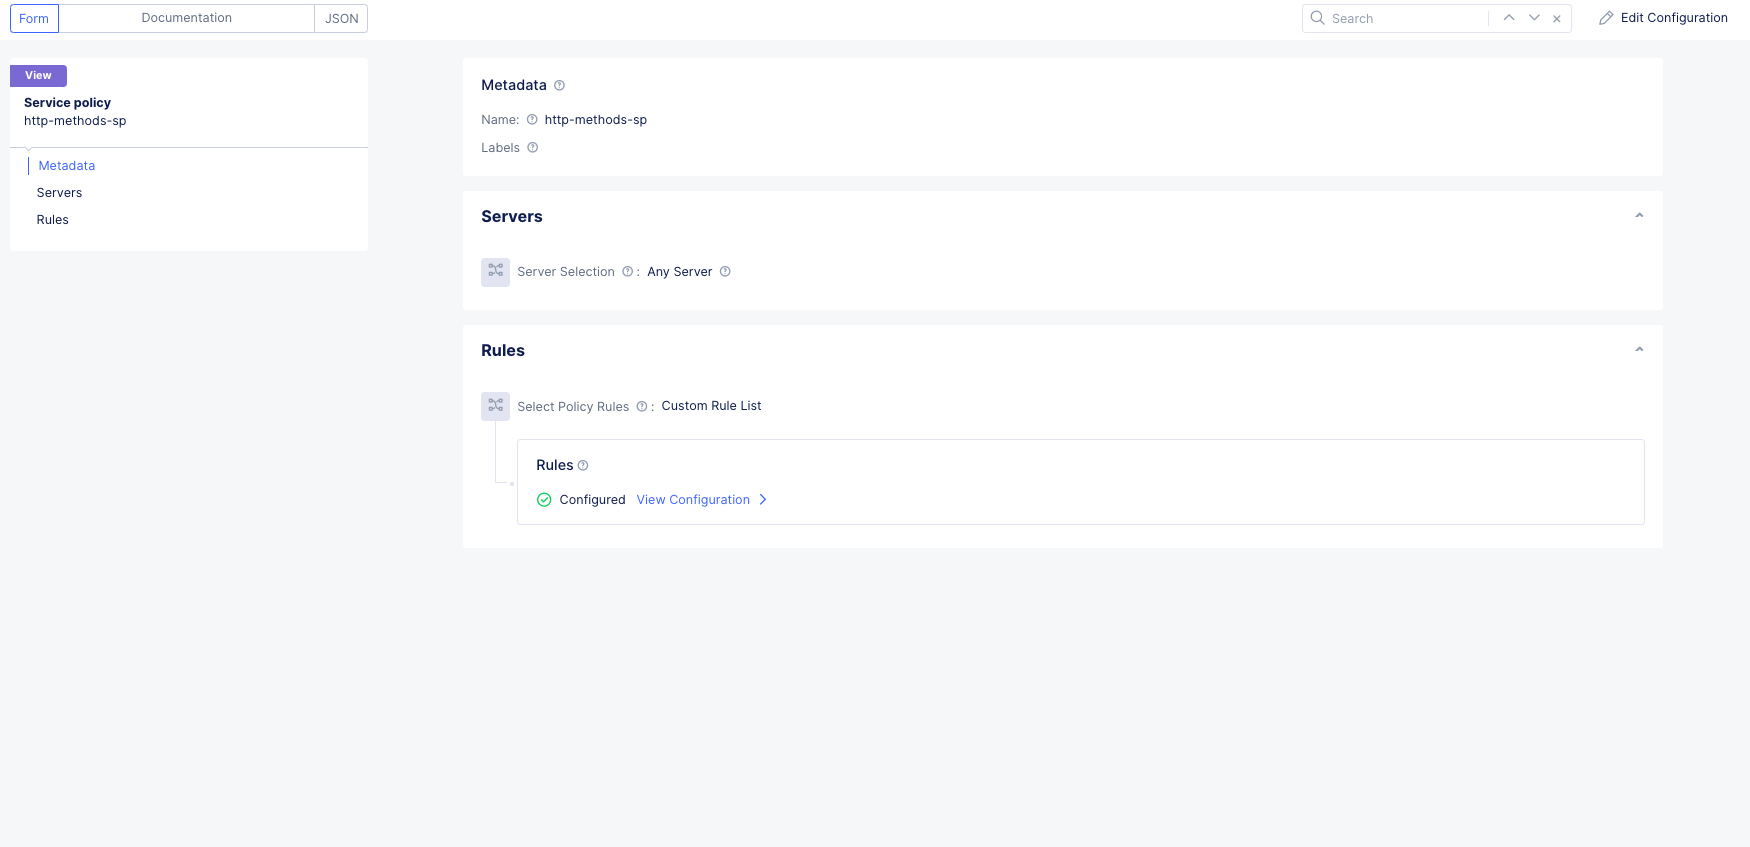 Form Documentation JSON
Search
Edit Configuration
View
Service policy
http-methods-sp
Metadata
Servers
Rules
Metadata
Name: http-methods-sp
Labels
Servers
Server Selection : Any Server
Rules
Select Policy Rules : Custom Rule List
Rules
Configured View Configuration